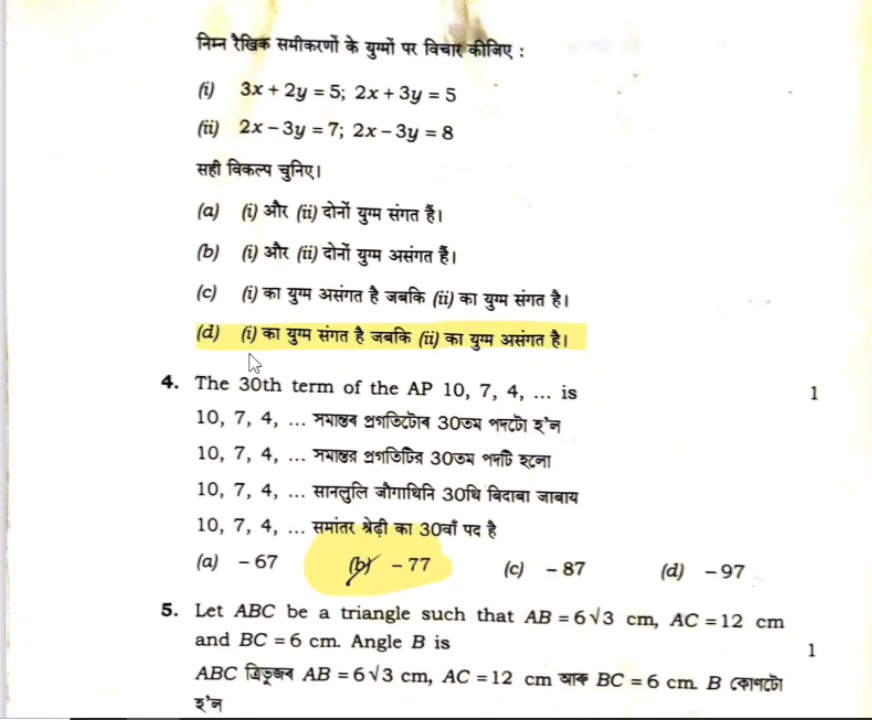 निम्न रैखिक समीकरणों के युग्मों पर विचार कीजिए :
(i) 3x + 2y = 5; 2x + 3y = 5
(ii) 2x – 3y = 7; 2x – 3y = 8
सही विकल्प चुनिए।
(a) (i) और (ii) दोनों युग्म संगत हैं।
(b) (i) और (ii) दोनों युग्म असंगत हैं।
(c) (i) का युग्म असंगत है जबकि (ii) का युग्म संगत है।
(d) (i) का युग्म संगत है जबकि (ii) का युग्म असंगत है।
4. The 30th term of the AP 10, 7, 4, ... is 1
10, 7, 4, ... সমান্তৰ প্ৰগতিটোৰ 30তম পদটো হ'ল
10, 7, 4, ... সমান্তর প্রগতিটির 30তম পদটি হলো
10, 7, 4, ... सानलुलि जौगाथिनि 30थि बिदाबा जाबाय
10, 7, 4, ... समांतर श्रेढ़ी का 30वाँ पद है
(a) – 67 (b) – 77 (c) – 87 (d) – 97
5. Let ABC be a triangle such that AB = 6√3 cm, AC = 12 cm
and BC = 6 cm. Angle B is 1
ABC ত্ৰিভুজৰ AB = 6√3 cm, AC = 12 cm আৰু BC = 6 cm. B কোণটো
হ'ল